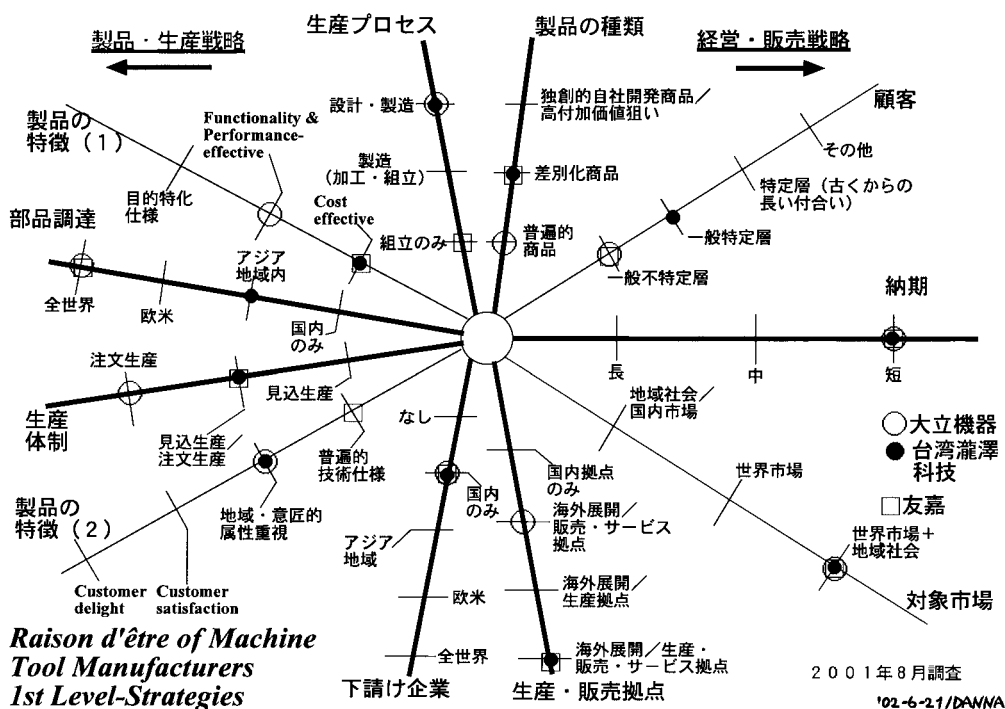 製品・生産戦略
生産プロセス
製品の種類
経営・販売戦略
製品の
特徴(1)
Functionality &
Performance-
effective
設計・製造
独創的自社開発商品/
高付加価値狙い
顧客
その他
目的特化
仕様
製造
(加工・組立)
差別化商品
特定層(古くからの
長い付合い)
Cost
effective
部品調達
アジア
地域内
組立のみ
普遍的
商品
一般特定層
一般不特定層
全世界
欧米
国内
のみ
納期
注文生産
見込生産
長
中
短
生産
体制
見込生産/
注文生産
普遍的
技術仕様
なし
地域社会/
国内市場
大立機器
台湾瀧澤
科技
友嘉
国内
のみ
国内拠点
のみ
世界市場
製品の
特徴(2)
地域・意匠的
属性重視
アジア
地域
海外展開/
販売・サービス
拠点
世界市場+
地域社会
Customer
delight
Customer
satisfaction
欧米
海外展開/
生産拠点
対象市場
全世界
海外展開/生産・
販売・サービス拠点
下請け企業
生産・販売拠点
Raison d'être of Machine
Tool Manufacturers
1st Level-Strategies
2001年8月調査
'02-6-21/DANNA